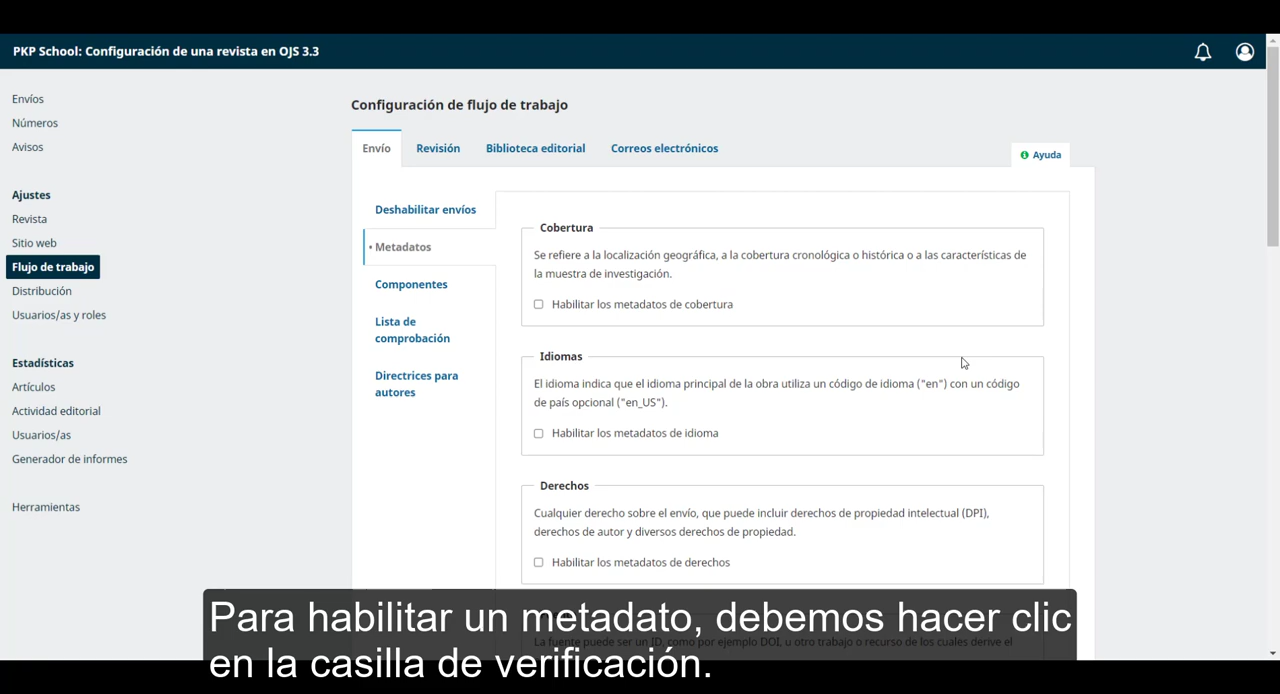 PKP School: Configuración de una revista en OJS 3.3
Envíos
Números
Avisos
Ajustes
Revista
Sitio web
Flujo de trabajo
Distribución
Usuarios/as y roles
Estadísticas
Artículos
Actividad editorial
Usuarios/as
Generador de informes
Herramientas
Configuración de flujo de trabajo
Envío Revisión Biblioteca editorial Correos electrónicos
Ayuda
Deshabilitar envíos
• Metadatos
Componentes
Lista de
comprobación
Directrices para
autores
Cobertura
Se refiere a la localización geográfica, a la cobertura cronológica o histórica o a las características de
la muestra de investigación.
Habilitar los metadatos de cobertura
Idiomas
El idioma indica que el idioma principal de la obra utiliza un código de idioma ("en") con un código
de país opcional ("en_US").
Habilitar los metadatos de idioma
Derechos
Cualquier derecho sobre el envío, que puede incluir derechos de propiedad intelectual (DPI),
derechos de autor y diversos derechos de propiedad.
Habilitar los metadatos de derechos
La fuente puede ser un ID, como por ejemplo DOI, u otro trabajo o recurso de los cuales derive el
Para habilitar un metadato, debemos hacer clic
en la casilla de verificación.